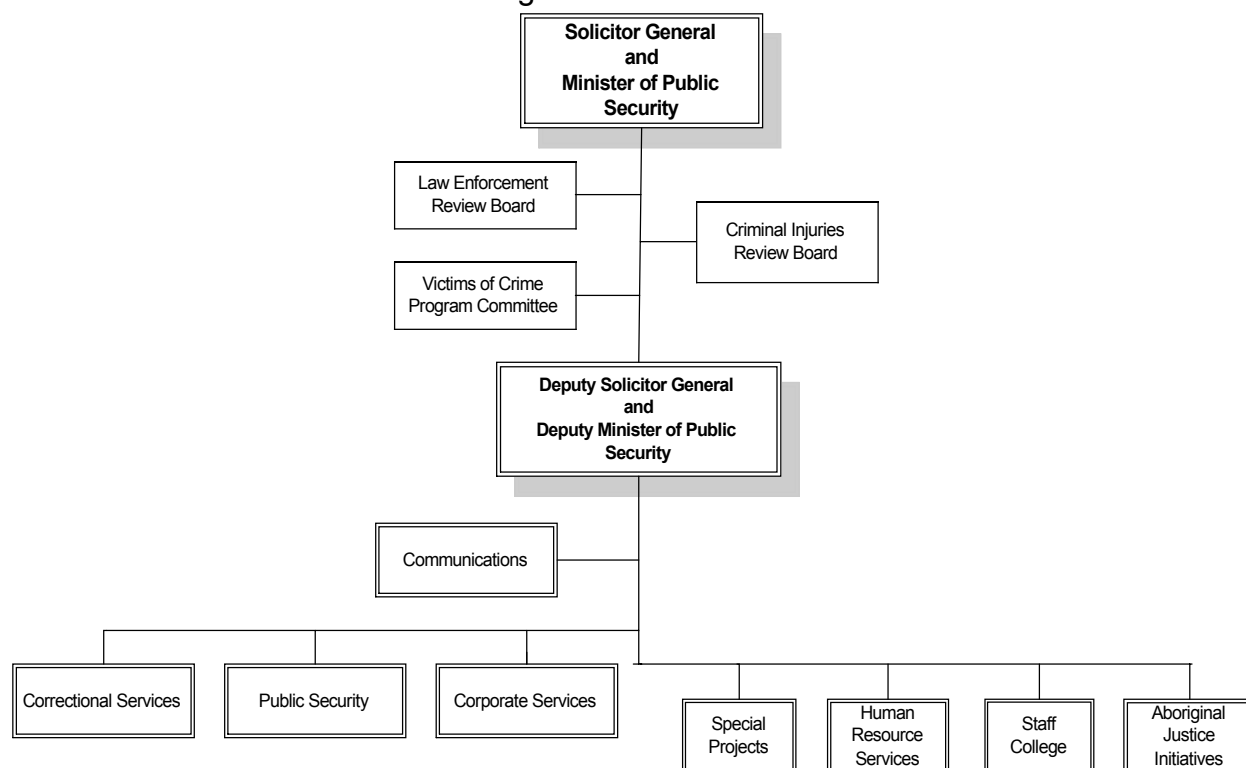 g
Solicitor General
and
Minister of Public
Security
Law Enforcement
Review Board
Criminal Injuries
Review Board
Victims of Crime
Program Committee
Deputy Solicitor General
and
Deputy Minister of Public
Security
Communications
Correctional Services
Public Security
Corporate Services
Special
Projects
Human
Resource
Services
Staff
College
Aboriginal
Justice
Initiatives